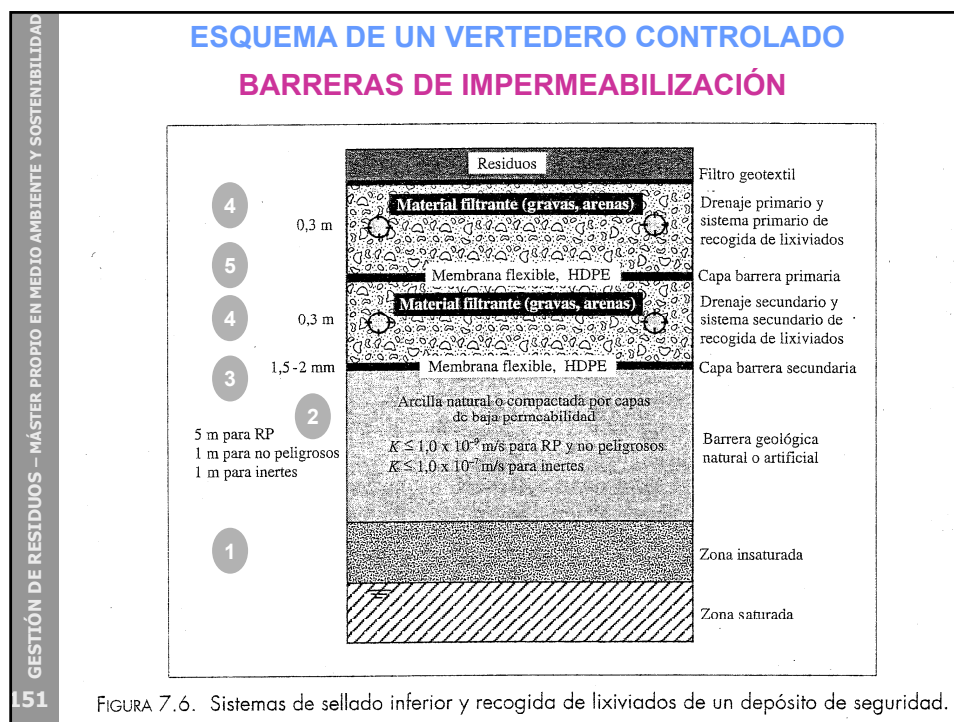 ESQUEMA DE UN VERTEDERO CONTROLADO
BARRERAS DE IMPERMEABILIZACIÓN
GESTIÓN DE RESIDUOS – MÁSTER PROPIO EN MEDIO AMBIENTE Y SOSTENIBILIDAD
Residuos
Filtro geotextil
4
0,3 m
Material filtrante (gravas, arenas)
Drenaje primario y
sistema primario de
recogida de lixiviados
5
Membrana flexible, HDPE
Capa barrera primaria
4
0,3 m
Material filtrante (gravas, arenas)
Drenaje secundario y
sistema secundario de
recogida de lixiviados
3
1,5-2 mm
Membrana flexible, HDPE
Capa barrera secundaria
2
Arcilla natural o compactada por capas
de baja permeabilidad
5 m para RP
1 m para no peligrosos
1 m para inertes
K ≤ 1,0 x 10⁻⁹ m/s para RP y no peligrosos
K ≤ 1,0 x 10⁻⁷ m/s para inertes
Barrera geológica
natural o artificial
1
Zona insaturada
Zona saturada
151
FIGURA 7.6. Sistemas de sellado inferior y recogida de lixiviados de un depósito de seguridad.